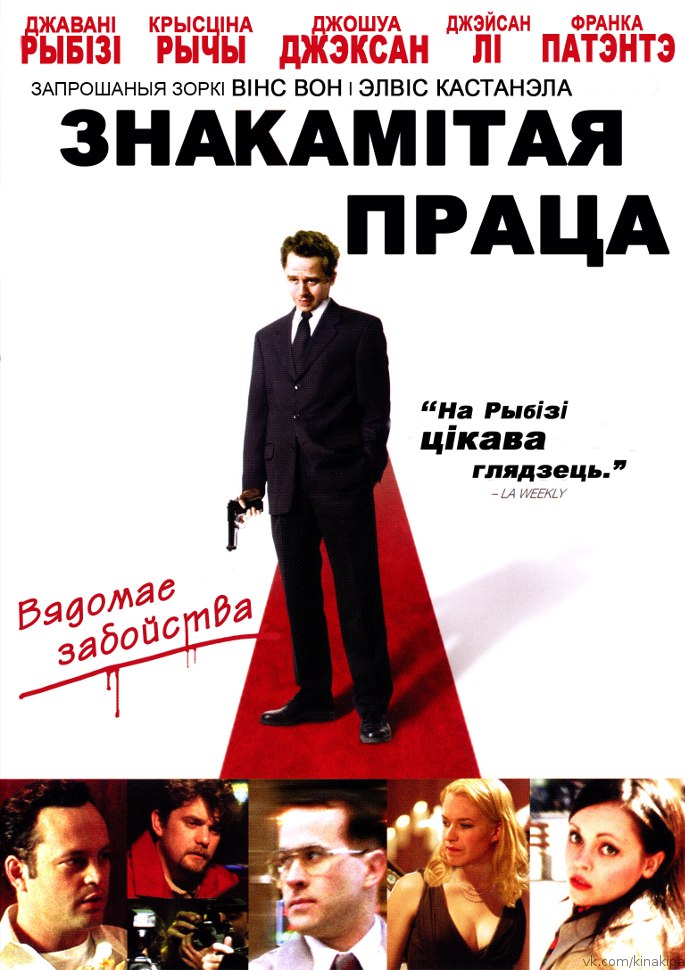 ДЖАВАНІ КРЫСЦІНА ДЖОШУА ДЖЭЙСАН ФРАНКА
РЫБІЗІ РЫЧЫ ДЖЭКСАН ЛІ ПАТЭНТЭ
ЗАПРОШАНЫЯ ЗОРКІ ВІНС ВОН І ЭЛВІС КАСТАНЭЛА
ЗНАКАМІТАЯ
ПРАЦА
“На Рыбізі
цікава
глядзець.”
– LA WEEKLY
Вядомае
забойства
vk.com/kinakipa